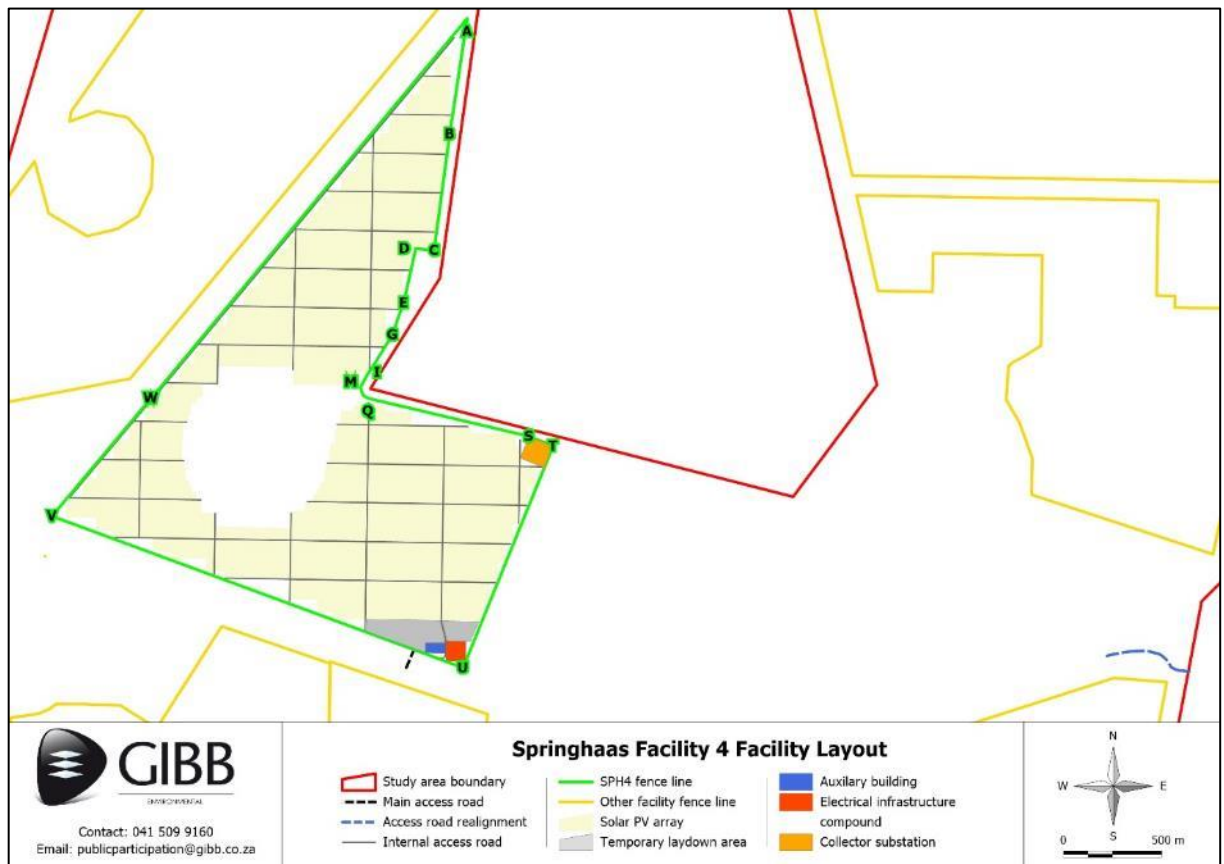 A
B
D C
E
G
I
M
Q
W
S
T
V
U
GIBB
ENVIRONMENTAL
Contact: 041 509 9160
Email: publicparticipation@gibb.co.za
Springhaas Facility 4 Facility Layout
Study area boundary
Main access road
Access road realignment
Internal access road
SPH4 fence line
Other facility fence line
Solar PV array
Temporary laydown area
Auxilary building
Electrical infrastructure
compound
Collector substation
N
W E
S
0 500 m